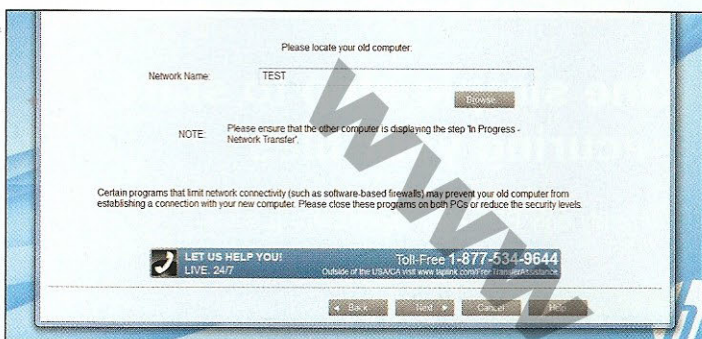 Please locate your old computer:
Network Name: TEST
Browse...
NOTE: Please ensure that the other computer is displaying the step 'In Progress -
Network Transfer'.
Certain programs that limit network connectivity (such as software-based firewalls) may prevent your old computer from
establishing a connection with your new computer. Please close these programs on both PCs or reduce the security levels.
LET US HELP YOU! Toll-Free 1-877-534-9644
LIVE, 24/7 Outside of the USA/CA visit www.laplink.com/FreeTransferAssistance
Back Next Cancel Help
www
hp